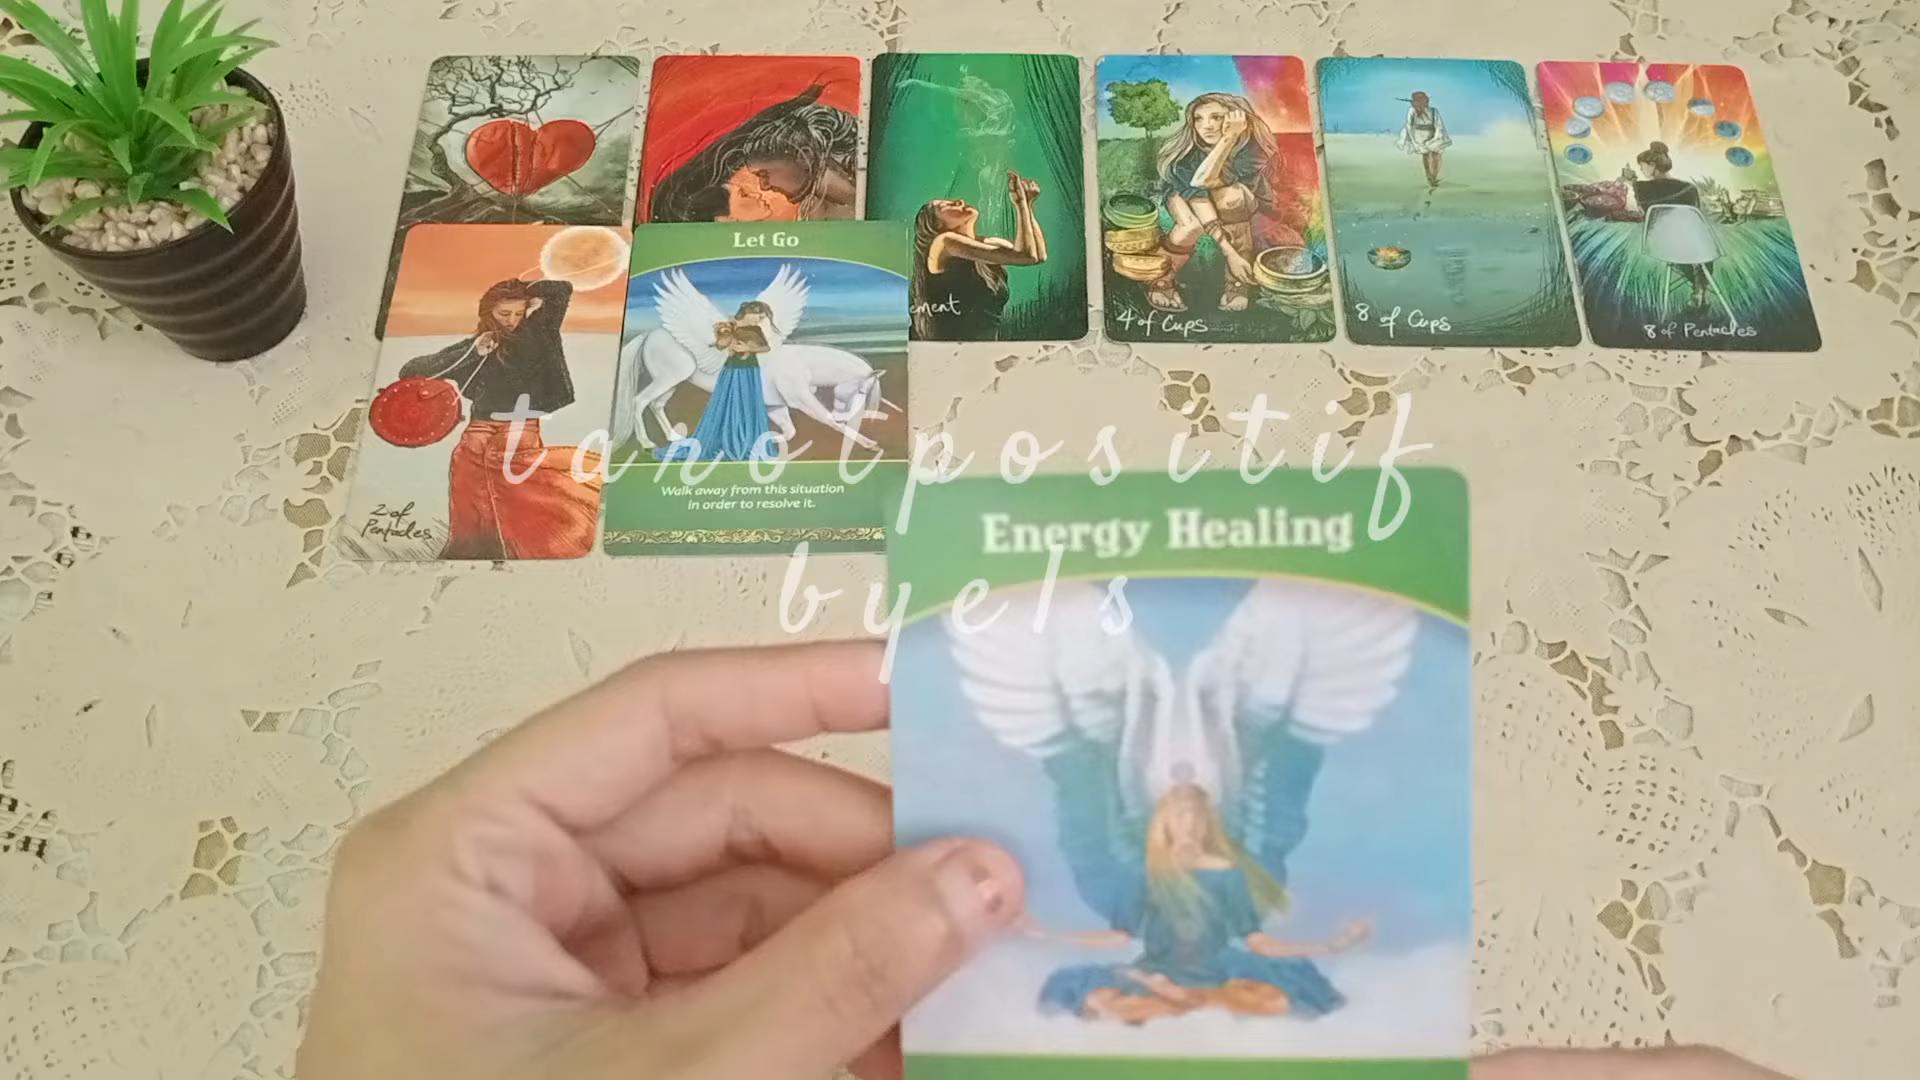 4 of Cups
8 of Cups
8 of Pentacles
2 of
Pentacles
Let Go
Walk away from this situation
in order to resolve it.
tarotpositif
byels
Energy Healing